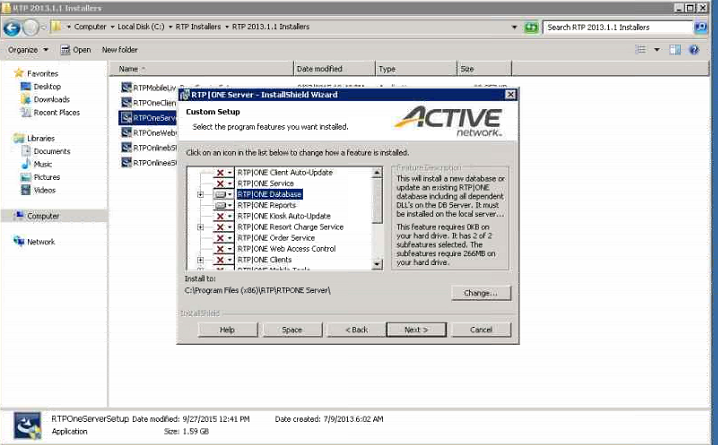 RTP 2013.1.1 Installers
Computer ▸ Local Disk (C:) ▸ RTP Installers ▸ RTP 2013.1.1 Installers
Search RTP 2013.1.1 Installers
Organize Open New folder
Favorites
Desktop
Downloads
Recent Places
Libraries
Documents
Music
Pictures
Videos
Computer
Network
Name Date modified Type Size
RTPOneClien
RTPOneServe
RTPOneWeb
RTP|ONE Server - InstallShield Wizard
Custom Setup
Select the program features you want installed.
ACTIVE
network
Click on an icon in the list below to change how a feature is installed.
RTP|ONE Client Auto-Update
RTP|ONE Service
RTP|ONE Database
RTP|ONE Reports
RTP|ONE Kiosk Auto-Update
RTP|ONE Resort Charge Service
RTP|ONE Order Service
RTP|ONE Web Access Control
RTP|ONE Clients
RTP|ONE Mobile Tools
Feature Description
This will install a new database or
update an existing RTP|ONE
database including all dependent
DLL's on the DB Server. It must
be installed on the local server...
This feature requires 0KB on
your hard drive. It has 2 of 2
subfeatures selected. The
subfeatures require 266MB on
your hard drive.
Install to:
C:\Program Files (x86)\RTP\RTPONE Server\
Change...
InstallShield
Help Space < Back Next > Cancel
RTPOneServerSetup Date modified: 9/27/2015 12:41 PM Date created: 7/9/2013 6:02 AM
Application Size: 1.59 GB